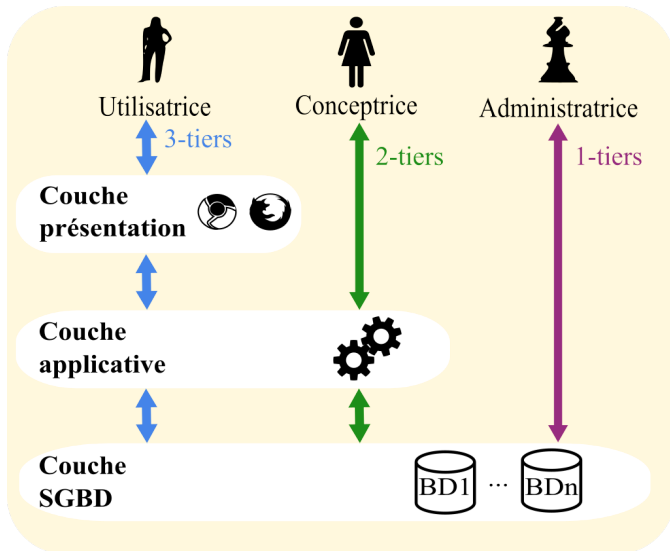 Utilisatrice
Conceptrice
Administratrice
3-tiers
2-tiers
1-tiers
Couche
présentation
Couche
applicative
Couche
SGBD
BD1 ... BDn